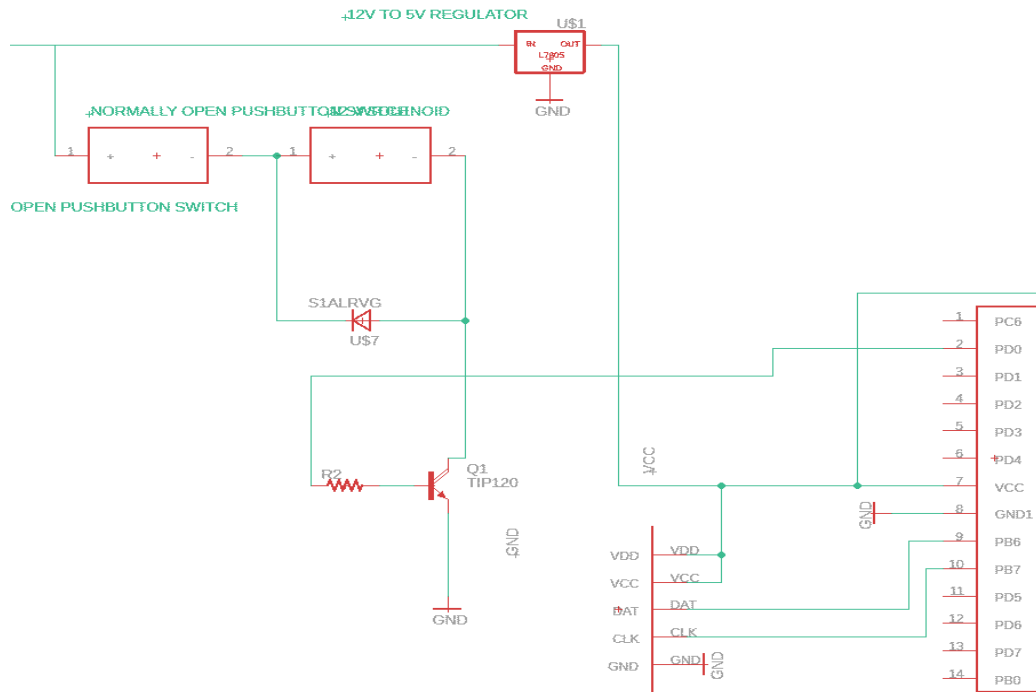 12V TO 5V REGULATOR
U$1
IN OUT
L7805
GND
GND
NORMALLY OPEN PUSHBUTTON SWITCH
12V SOLENOID
1 + + - 2
1 + + - 2
OPEN PUSHBUTTON SWITCH
S1ALRVG
U$7
1 PC6
2 PD0
3 PD1
4 PD2
5 PD3
6 PD4
7 VCC
8 GND1
9 PB6
10 PB7
11 PD5
12 PD6
13 PD7
14 PB0
VCC
GND
R2
Q1
TIP120
GND
GND
VDD VDD
VCC VCC
DAT DAT
CLK CLK
GND GND
GND